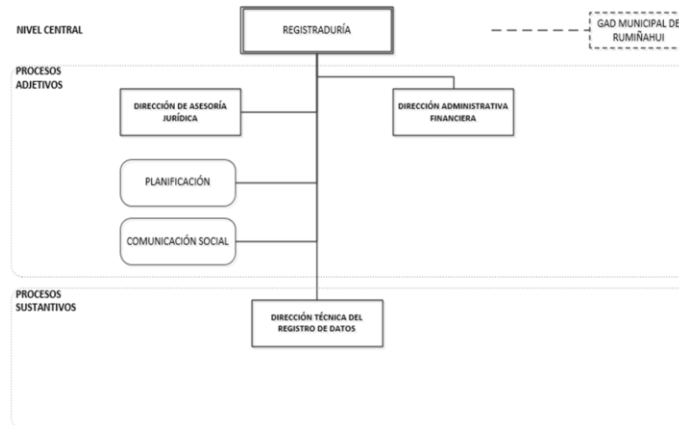 NIVEL CENTRAL
REGISTRADURÍA
GAD MUNICIPAL DE
RUMIÑAHUI
PROCESOS
ADJETIVOS
DIRECCIÓN DE ASESORÍA
JURÍDICA
DIRECCIÓN ADMINISTRATIVA
FINANCIERA
PLANIFICACIÓN
COMUNICACIÓN SOCIAL
PROCESOS
SUSTANTIVOS
DIRECCIÓN TÉCNICA DEL
REGISTRO DE DATOS